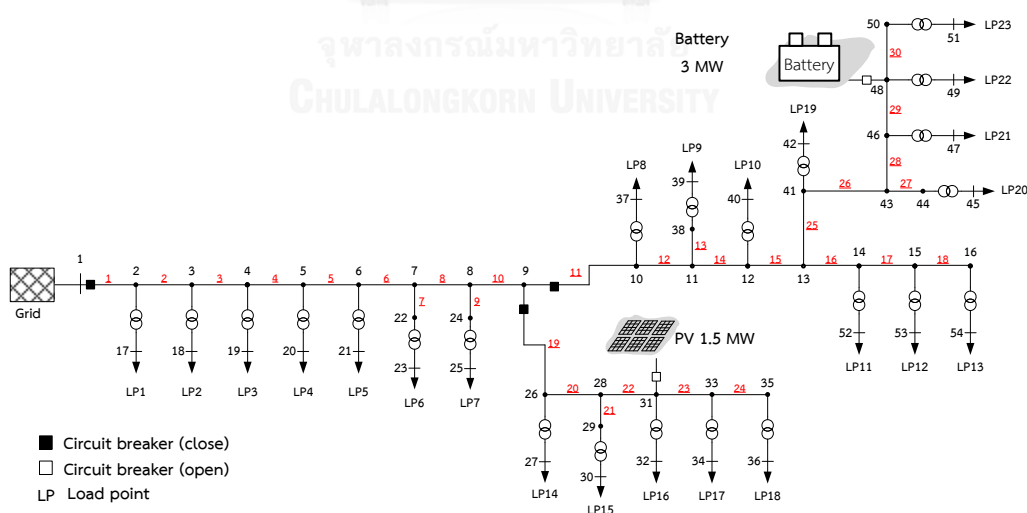 จุฬาลงกรณ์มหาวิทยาลัย
CHULALONGKORN UNIVERSITY
Battery
3 MW
Battery
50
51
LP23
30
48
49
LP22
29
46
47
LP21
28
LP19
42
41
26
43
27
44
45
LP20
25
LP8
37
LP9
39
38
13
LP10
40
1
1
2
2
3
3
4
4
5
5
6
6
7
8
8
10
9
11
10
12
11
14
12
15
13
16
14
17
15
18
16
Grid
7
22
9
24
17
18
19
20
21
23
25
LP1
LP2
LP3
LP4
LP5
LP6
LP7
52
53
54
LP11
LP12
LP13
PV 1.5 MW
19
26
20
28
22
31
23
33
24
35
21
29
27
30
32
34
36
LP14
LP15
LP16
LP17
LP18
Circuit breaker (close)
Circuit breaker (open)
LP Load point